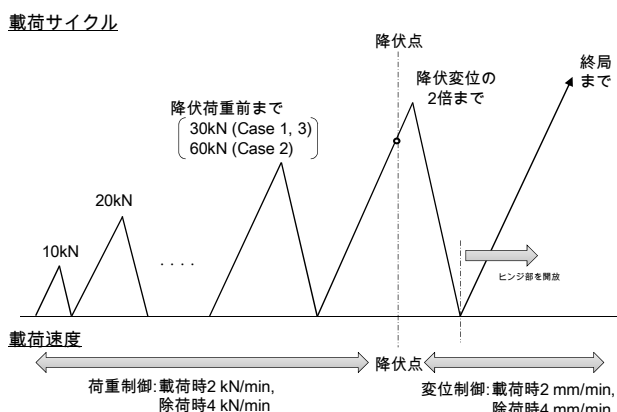 載荷サイクル
降伏点
終局
まで
降伏変位の
2倍まで
降伏荷重前まで
30kN (Case 1, 3)
60kN (Case 2)
20kN
10kN
・・・・
ヒンジ部を開放
載荷速度
降伏点
荷重制御:載荷時2 kN/min,
除荷時4 kN/min
変位制御:載荷時2 mm/min,
除荷時4 mm/min